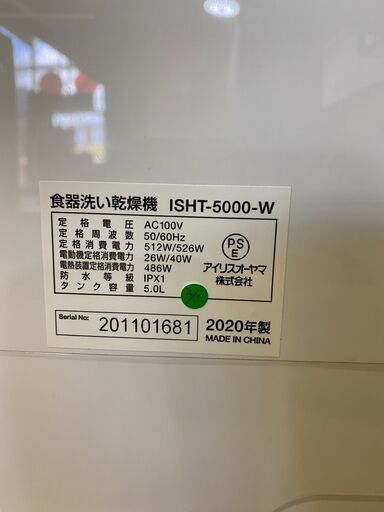 食器洗い乾燥機 ISHT-5000-W
定格電圧 AC100V
定格周波数 50/60Hz
定格消費電力 512W/526W
電動機定格消費電力 26W/40W
電熱装置定格消費電力 486W
防水等級 IPX1
タンク容量 5.0L
PS
E
アイリスオーヤマ
株式会社
Serial No: 201101681
2020年製
MADE IN CHINA